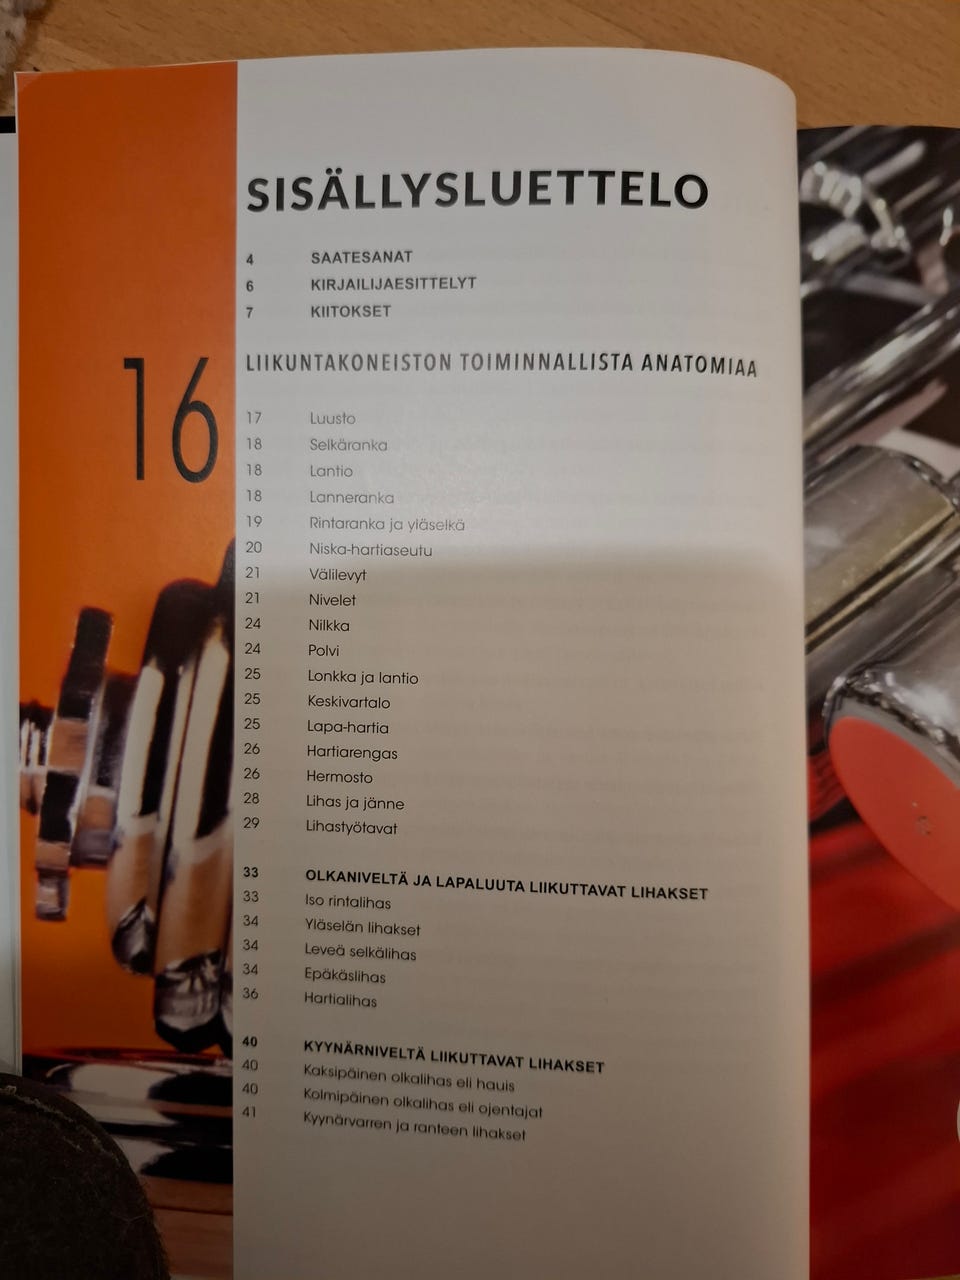 SISÄLLYSLUETTELO
4 SAATESANAT
6 KIRJAILIJAESITTELYT
7 KIITOKSET
16 LIIKUNTAKONEISTON TOIMINNALLISTA ANATOMIAA
17 Luusto
18 Selkäranka
18 Lantio
18 Lanneranka
19 Rintaranka ja yläselkä
20 Niska-hartiaseutu
21 Välilevyt
21 Nivelet
24 Nilkka
24 Polvi
25 Lonkka ja lantio
25 Keskivartalo
25 Lapa-hartia
26 Hartiarengas
26 Hermosto
28 Lihas ja jänne
29 Lihastyötavat
33 OLKANIVELTÄ JA LAPALUUTA LIIKUTTAVAT LIHAKSET
33 Iso rintalihas
34 Yläselän lihakset
34 Leveä selkälihas
34 Epäkäslihas
36 Hartialihas
40 KYYNÄRNIVELTÄ LIIKUTTAVAT LIHAKSET
40 Kaksipäinen olkalihas eli hauis
40 Kolmipäinen olkalihas eli ojentajat
41 Kyynärvarren ja ranteen lihakset